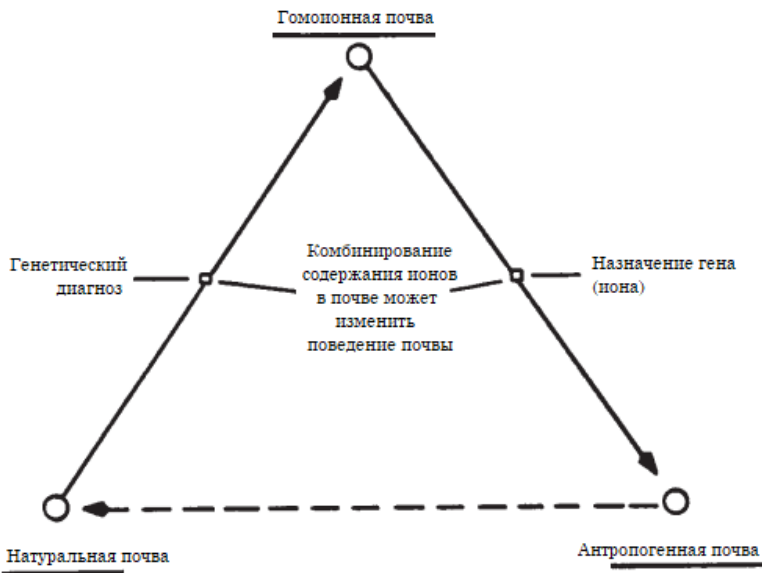 Гомоионная почва
Генетический
диагноз
Комбинирование
содержания ионов
в почве может
изменить
поведение почвы
Назначение гена
(иона)
Натуральная почва
Антропогенная почва